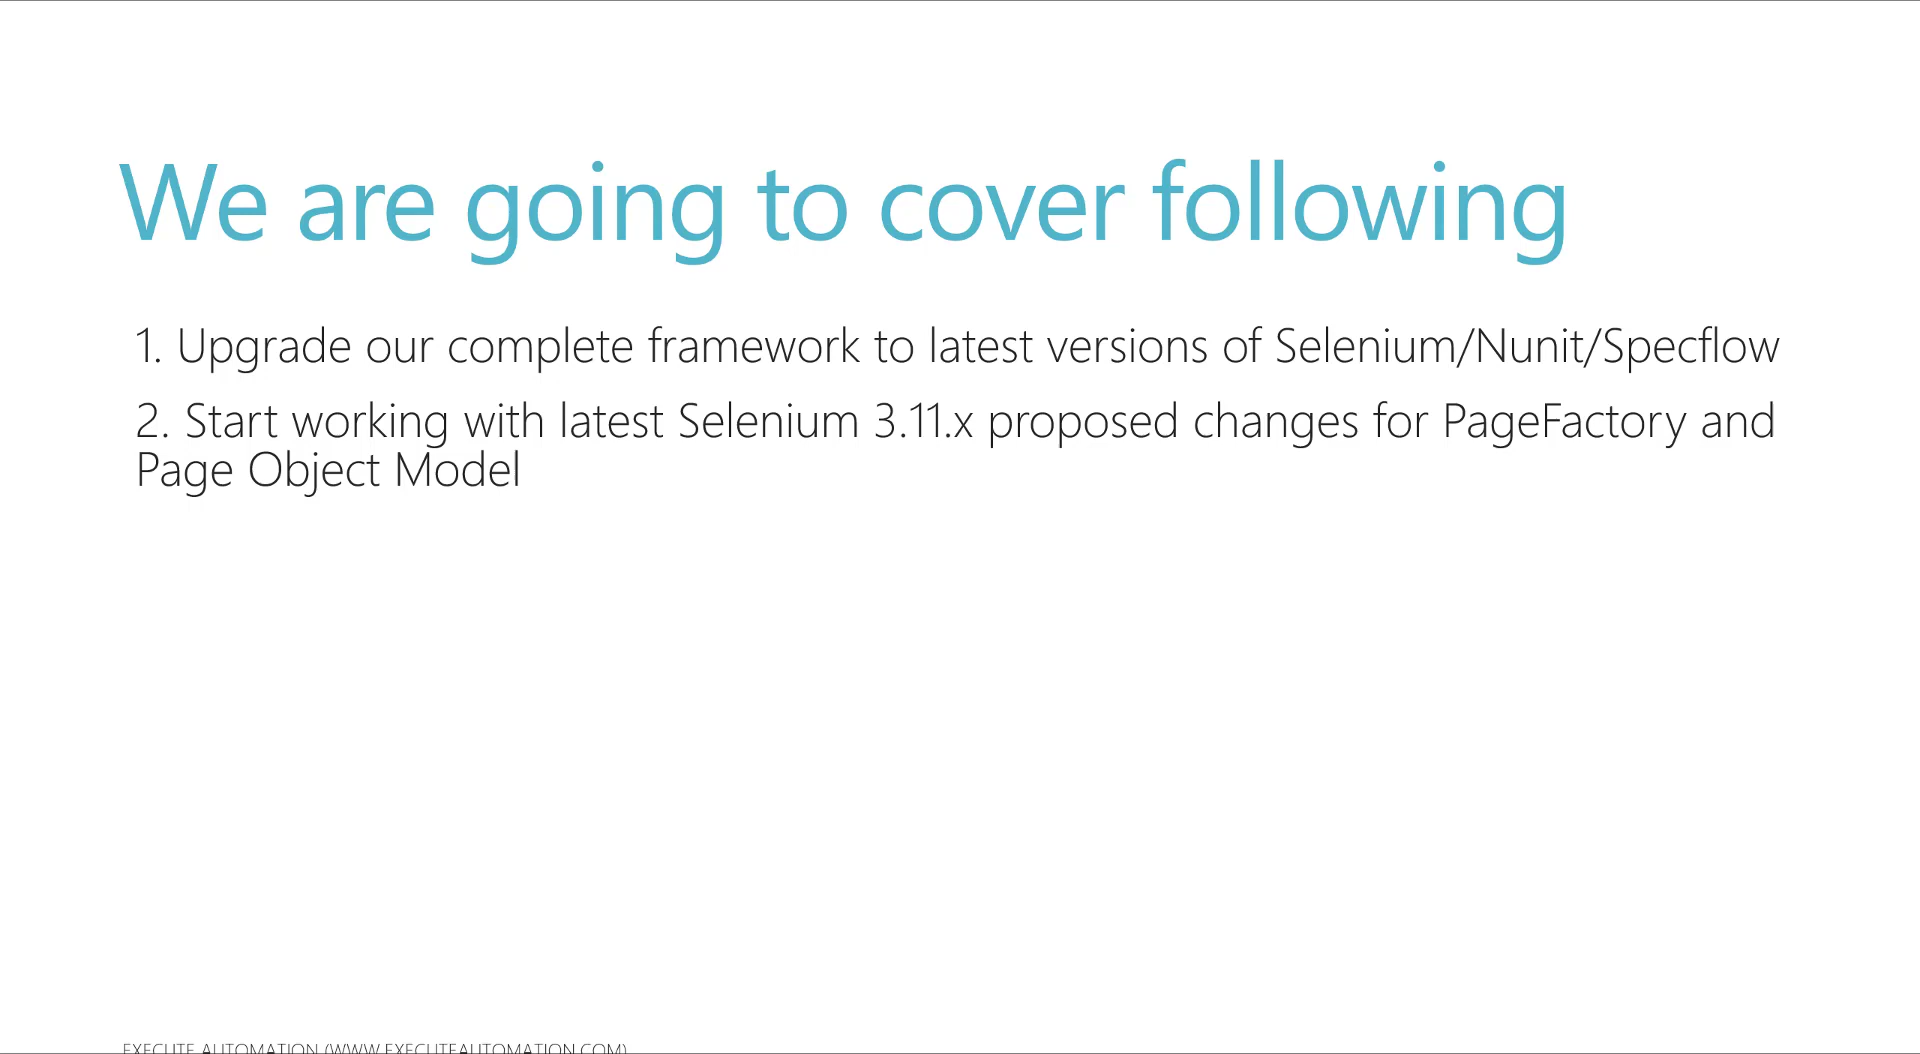 We are going to cover following
1. Upgrade our complete framework to latest versions of Selenium/Nunit/Specflow
2. Start working with latest Selenium 3.11.x proposed changes for PageFactory and
Page Object Model
EXECUTE AUTOMATION (WWW.EXECUTEAUTOMATION.COM)